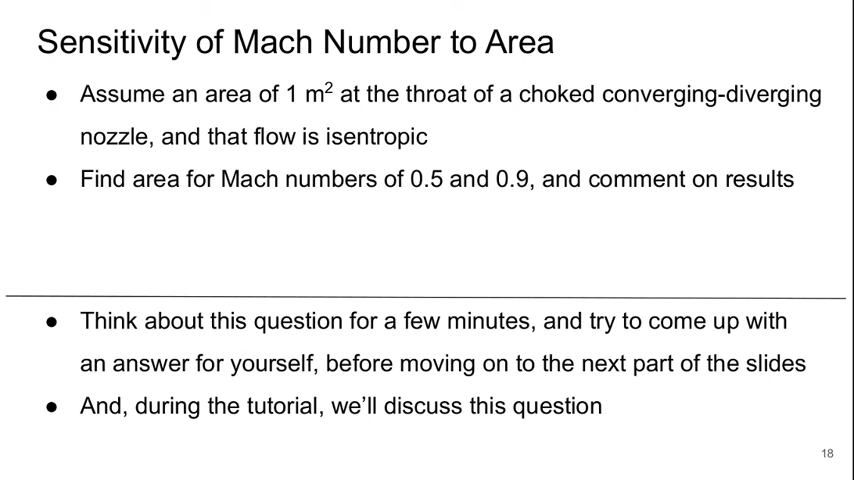 Sensitivity of Mach Number to Area
● Assume an area of 1 m² at the throat of a choked converging-diverging
nozzle, and that flow is isentropic
● Find area for Mach numbers of 0.5 and 0.9, and comment on results
● Think about this question for a few minutes, and try to come up with
an answer for yourself, before moving on to the next part of the slides
● And, during the tutorial, we’ll discuss this question
18